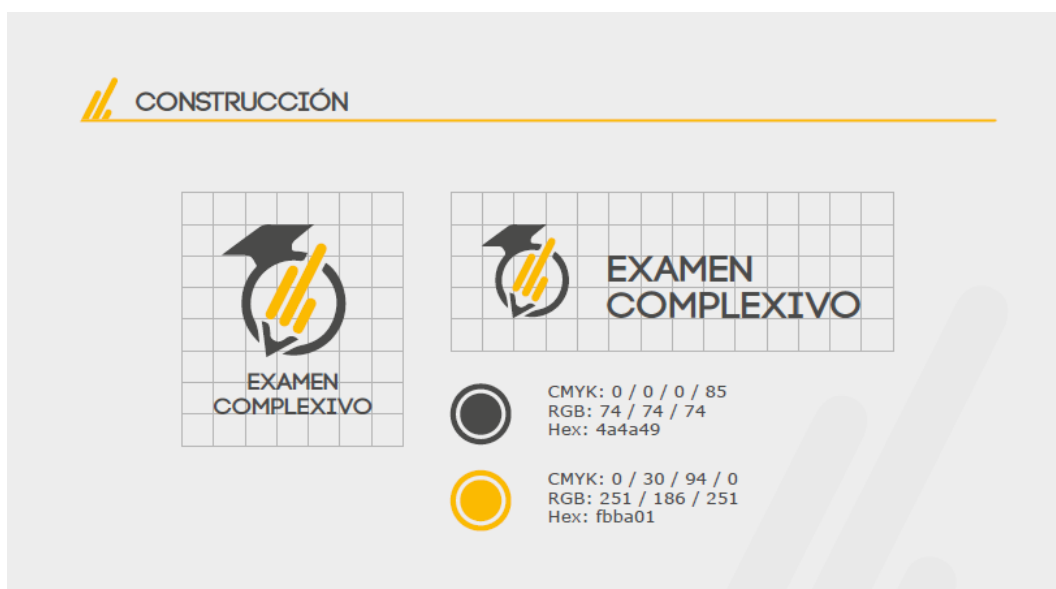 CONSTRUCCIÓN
EXAMEN
COMPLEXIVO
EXAMEN
COMPLEXIVO
CMYK: 0 / 0 / 0 / 85
RGB: 74 / 74 / 74
Hex: 4a4a49
CMYK: 0 / 30 / 94 / 0
RGB: 251 / 186 / 251
Hex: fbba01